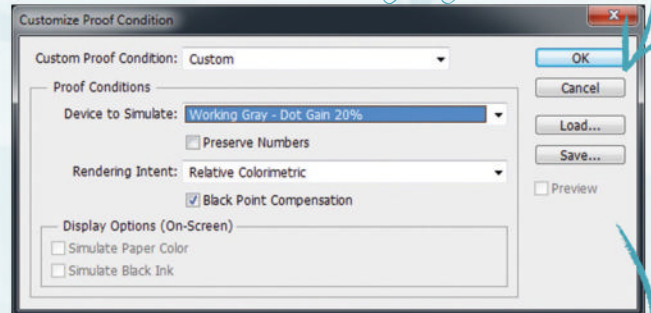 Customize Proof Condition
Custom Proof Condition: Custom
OK
Proof Conditions
Cancel
Device to Simulate: Working Gray - Dot Gain 20%
Load...
Preserve Numbers
Save...
Rendering Intent: Relative Colorimetric
Preview
Black Point Compensation
Display Options (On-Screen)
Simulate Paper Color
Simulate Black Ink